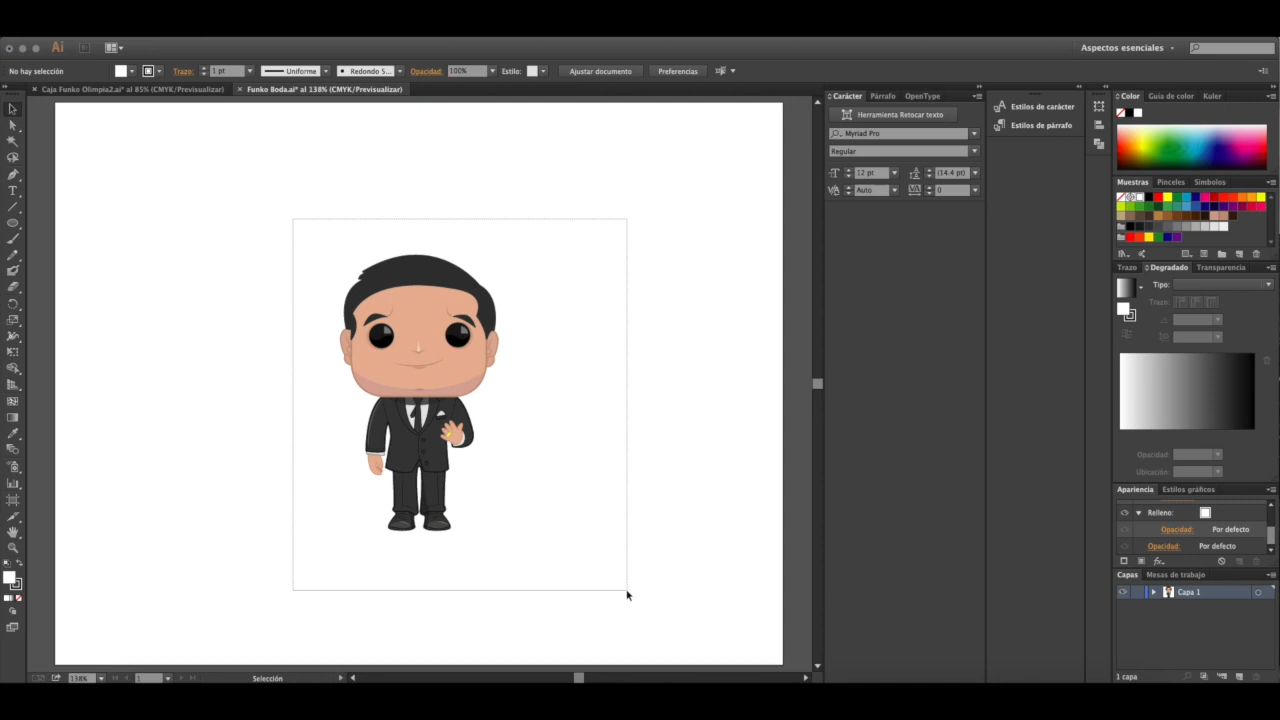 Ai
Aspectos esenciales
No hay selección
Trazo:
1 pt
Uniforme
Redondo S...
Opacidad:
100%
Estilo:
Ajustar documento
Preferencias
Caja Funko Olimpia2.ai* al 85% (CMYK/Previsualizar)
Funko Boda.ai* al 138% (CMYK/Previsualizar)
Carácter
Párrafo
OpenType
Herramienta Retocar texto
Myriad Pro
Regular
12 pt
(14.4 pt)
Auto
0
Estilos de carácter
Estilos de párrafo
Color
Guía de color
Kuler
Muestras
Pinceles
Símbolos
Trazo
Degradado
Transparencia
Tipo:
Trazo:
Opacidad:
Ubicación:
Apariencia
Estilos gráficos
Relleno:
Opacidad:
Por defecto
Opacidad:
Por defecto
Capas
Mesas de trabajo
Capa 1
1 capa
138%
1
Selección